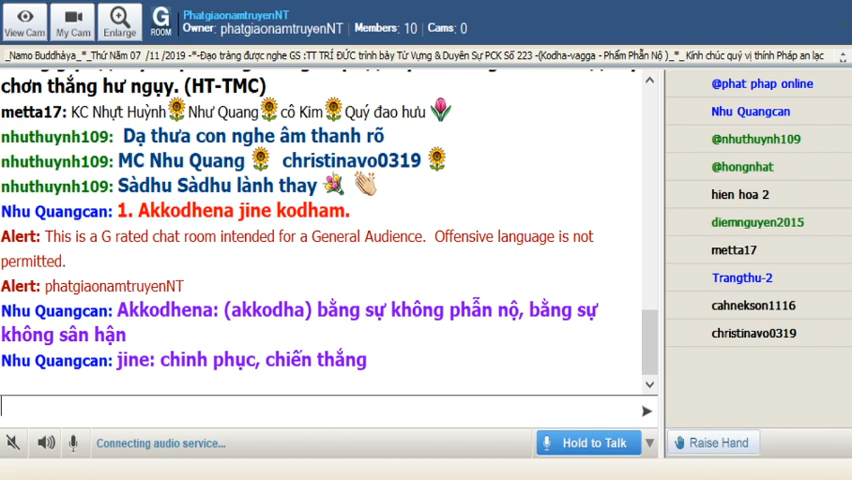 PhatgiaonamtruyenNT
Owner: phatgiaonamtruyenNT | Members: 10 | Cams: 0
View Cam
My Cam
Enlarge
G
ROOM
_Namo Buddhàya_*_Thứ Năm 07 /11 /2019 -*-Đạo tràng được nghe GS :TT TRÍ ĐỨC trình bày Từ Vựng & Duyên Sự PCK Số 223 -(Kodha-vagga - Phẩm Phẫn Nộ )_*_ Kính chúc quý vị thính Pháp an lạc
chơn thắng hư ngụy. (HT-TMC)
metta17: KC Nhựt Huỳnh🌻Như Quang🌻cô Kim🌻Quý đao hưu🌷
nhuthuynh109: Dạ thưa con nghe âm thanh rõ
nhuthuynh109: MC Nhu Quang 🌻 christinavo0319 🌻
nhuthuynh109: Sàdhu Sàdhu lành thay 💐 👏
Nhu Quangcan: 1. Akkodhena jine kodham.
Alert: This is a G rated chat room intended for a General Audience. Offensive language is not
permitted.
Alert: phatgiaonamtruyenNT
Nhu Quangcan: Akkodhena: (akkodha) bằng sự không phẫn nộ, bằng sự
không sân hận
Nhu Quangcan: jine: chinh phục, chiến thắng
Connecting audio service...
Hold to Talk
@phat phap online
Nhu Quangcan
@nhuthuynh109
@hongnhat
hien hoa 2
diemnguyen2015
metta17
Trangthu-2
cahnekson1116
christinavo0319
Raise Hand